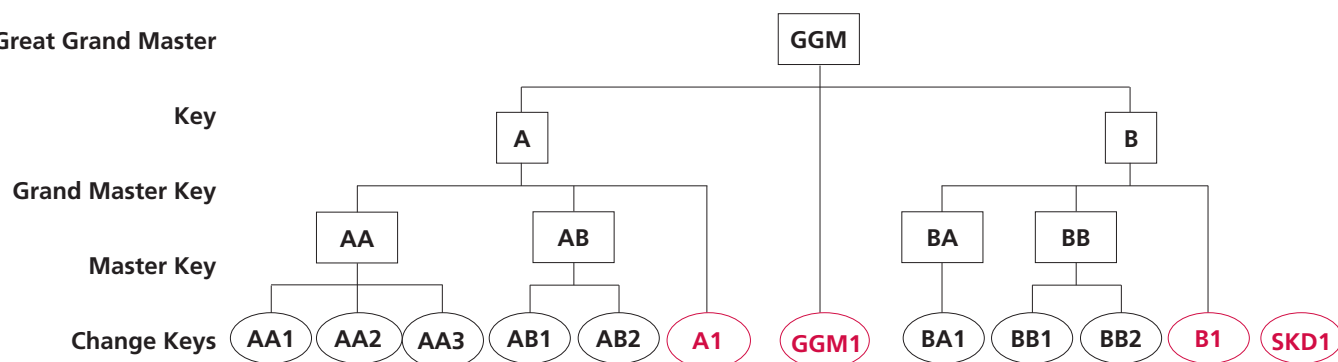 Great Grand Master
GGM
Key
A
B
Grand Master Key
AA
AB
BA
BB
Master Key
Change Keys
AA1
AA2
AA3
AB1
AB2
A1
GGM1
BA1
BB1
BB2
B1
SKD1